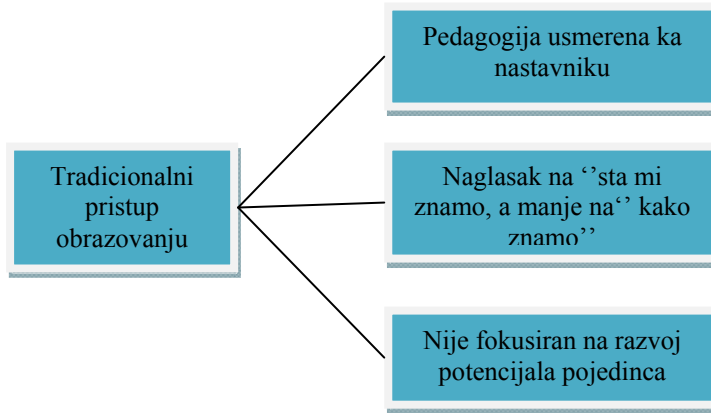 Tradicionalni
pristup
obrazovanju
Pedagogija usmerena ka
nastavniku
Naglasak na ‘’sta mi
znamo, a manje na‘’ kako
znamo’’
Nije fokusiran na razvoj
potencijala pojedinca